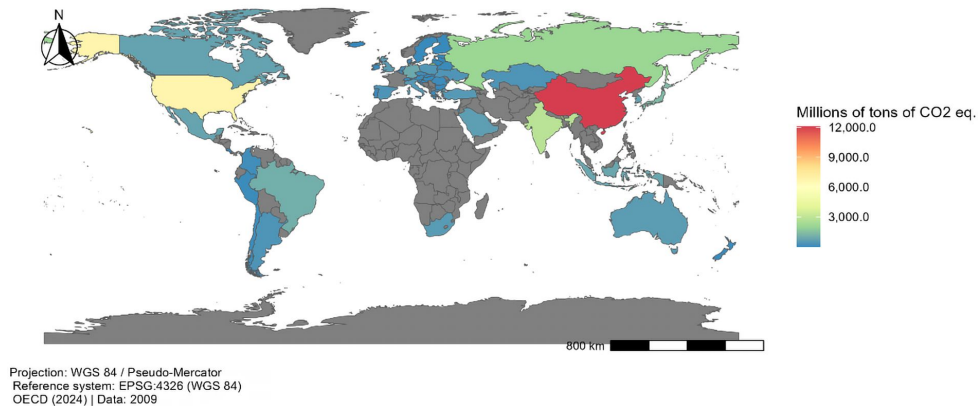 N
Millions of tons of CO2 eq.
12,000.0
9,000.0
6,000.0
3,000.0
800 km
Projection: WGS 84 / Pseudo-Mercator
Reference system: EPSG:4326 (WGS 84)
OECD (2024) | Data: 2009